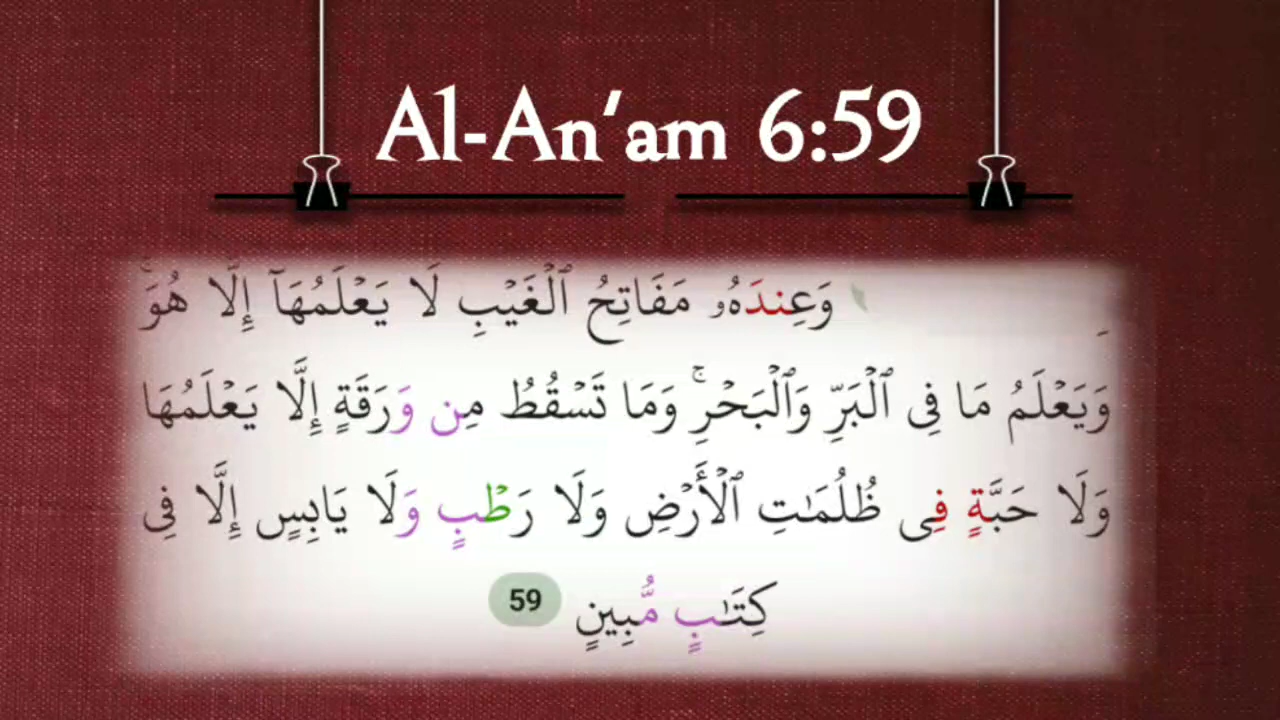 Al-An'am 6:59
وَعِندَهُۥ مَفَاتِحُ ٱلۡغَيۡبِ لَا يَعۡلَمُهَآ إِلَّا هُوَۚ
وَيَعۡلَمُ مَا فِى ٱلۡبَرِّ وَٱلۡبَحۡرِۚ وَمَا تَسۡقُطُ مِن وَرَقَةٍ إِلَّا يَعۡلَمُهَا
وَلَا حَبَّةٍ فِى ظُلُمَـٰتِ ٱلۡأَرۡضِ وَلَا رَطۡبٍ وَلَا يَابِسٍ إِلَّا فِى
كِتَـٰبٍ مُّبِينٍ 59